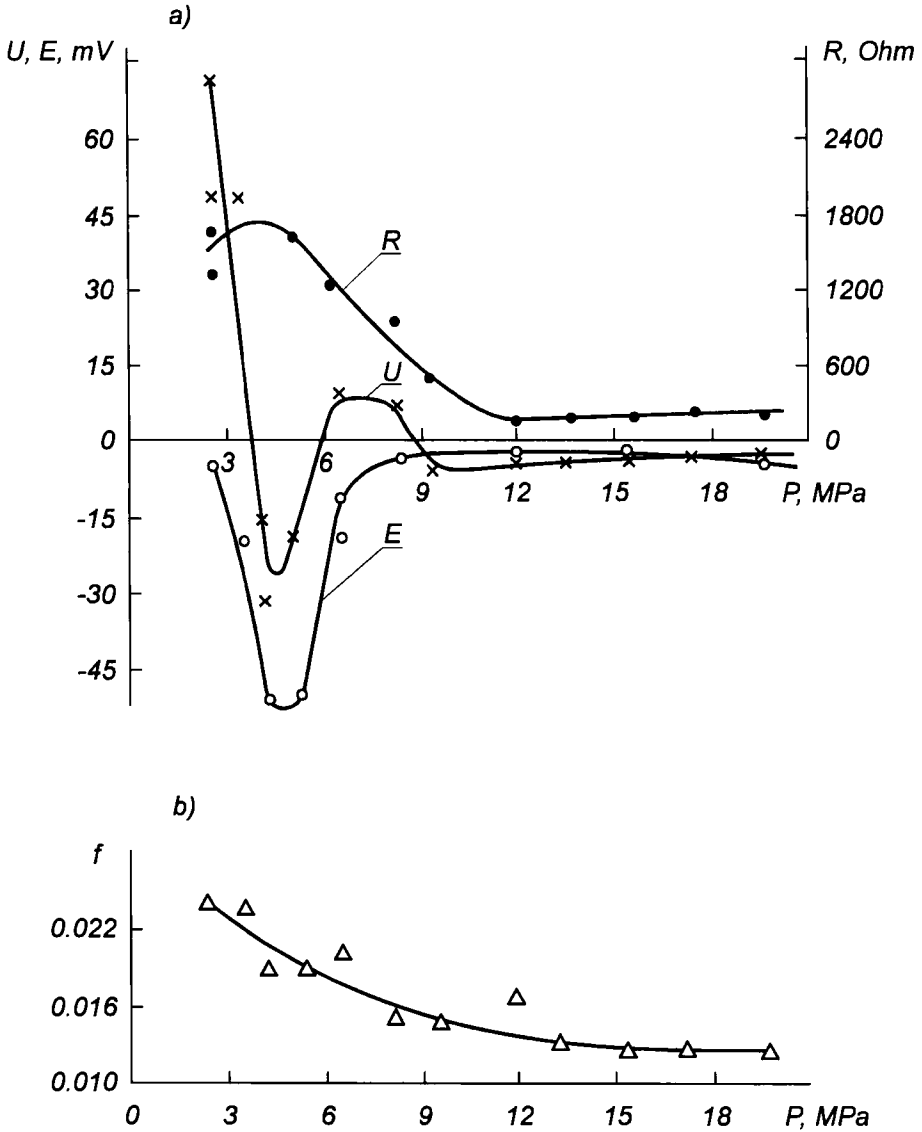 a)
U, E, mV R, Ohm
60 2400
45 1800
R
30 1200
15 600
U
0 0
3 6 9 12 15 18 P, MPa
-15
E
-30
-45
b)
f
0.022
0.016
0.010
0 3 6 9 12 15 18 P, MPa